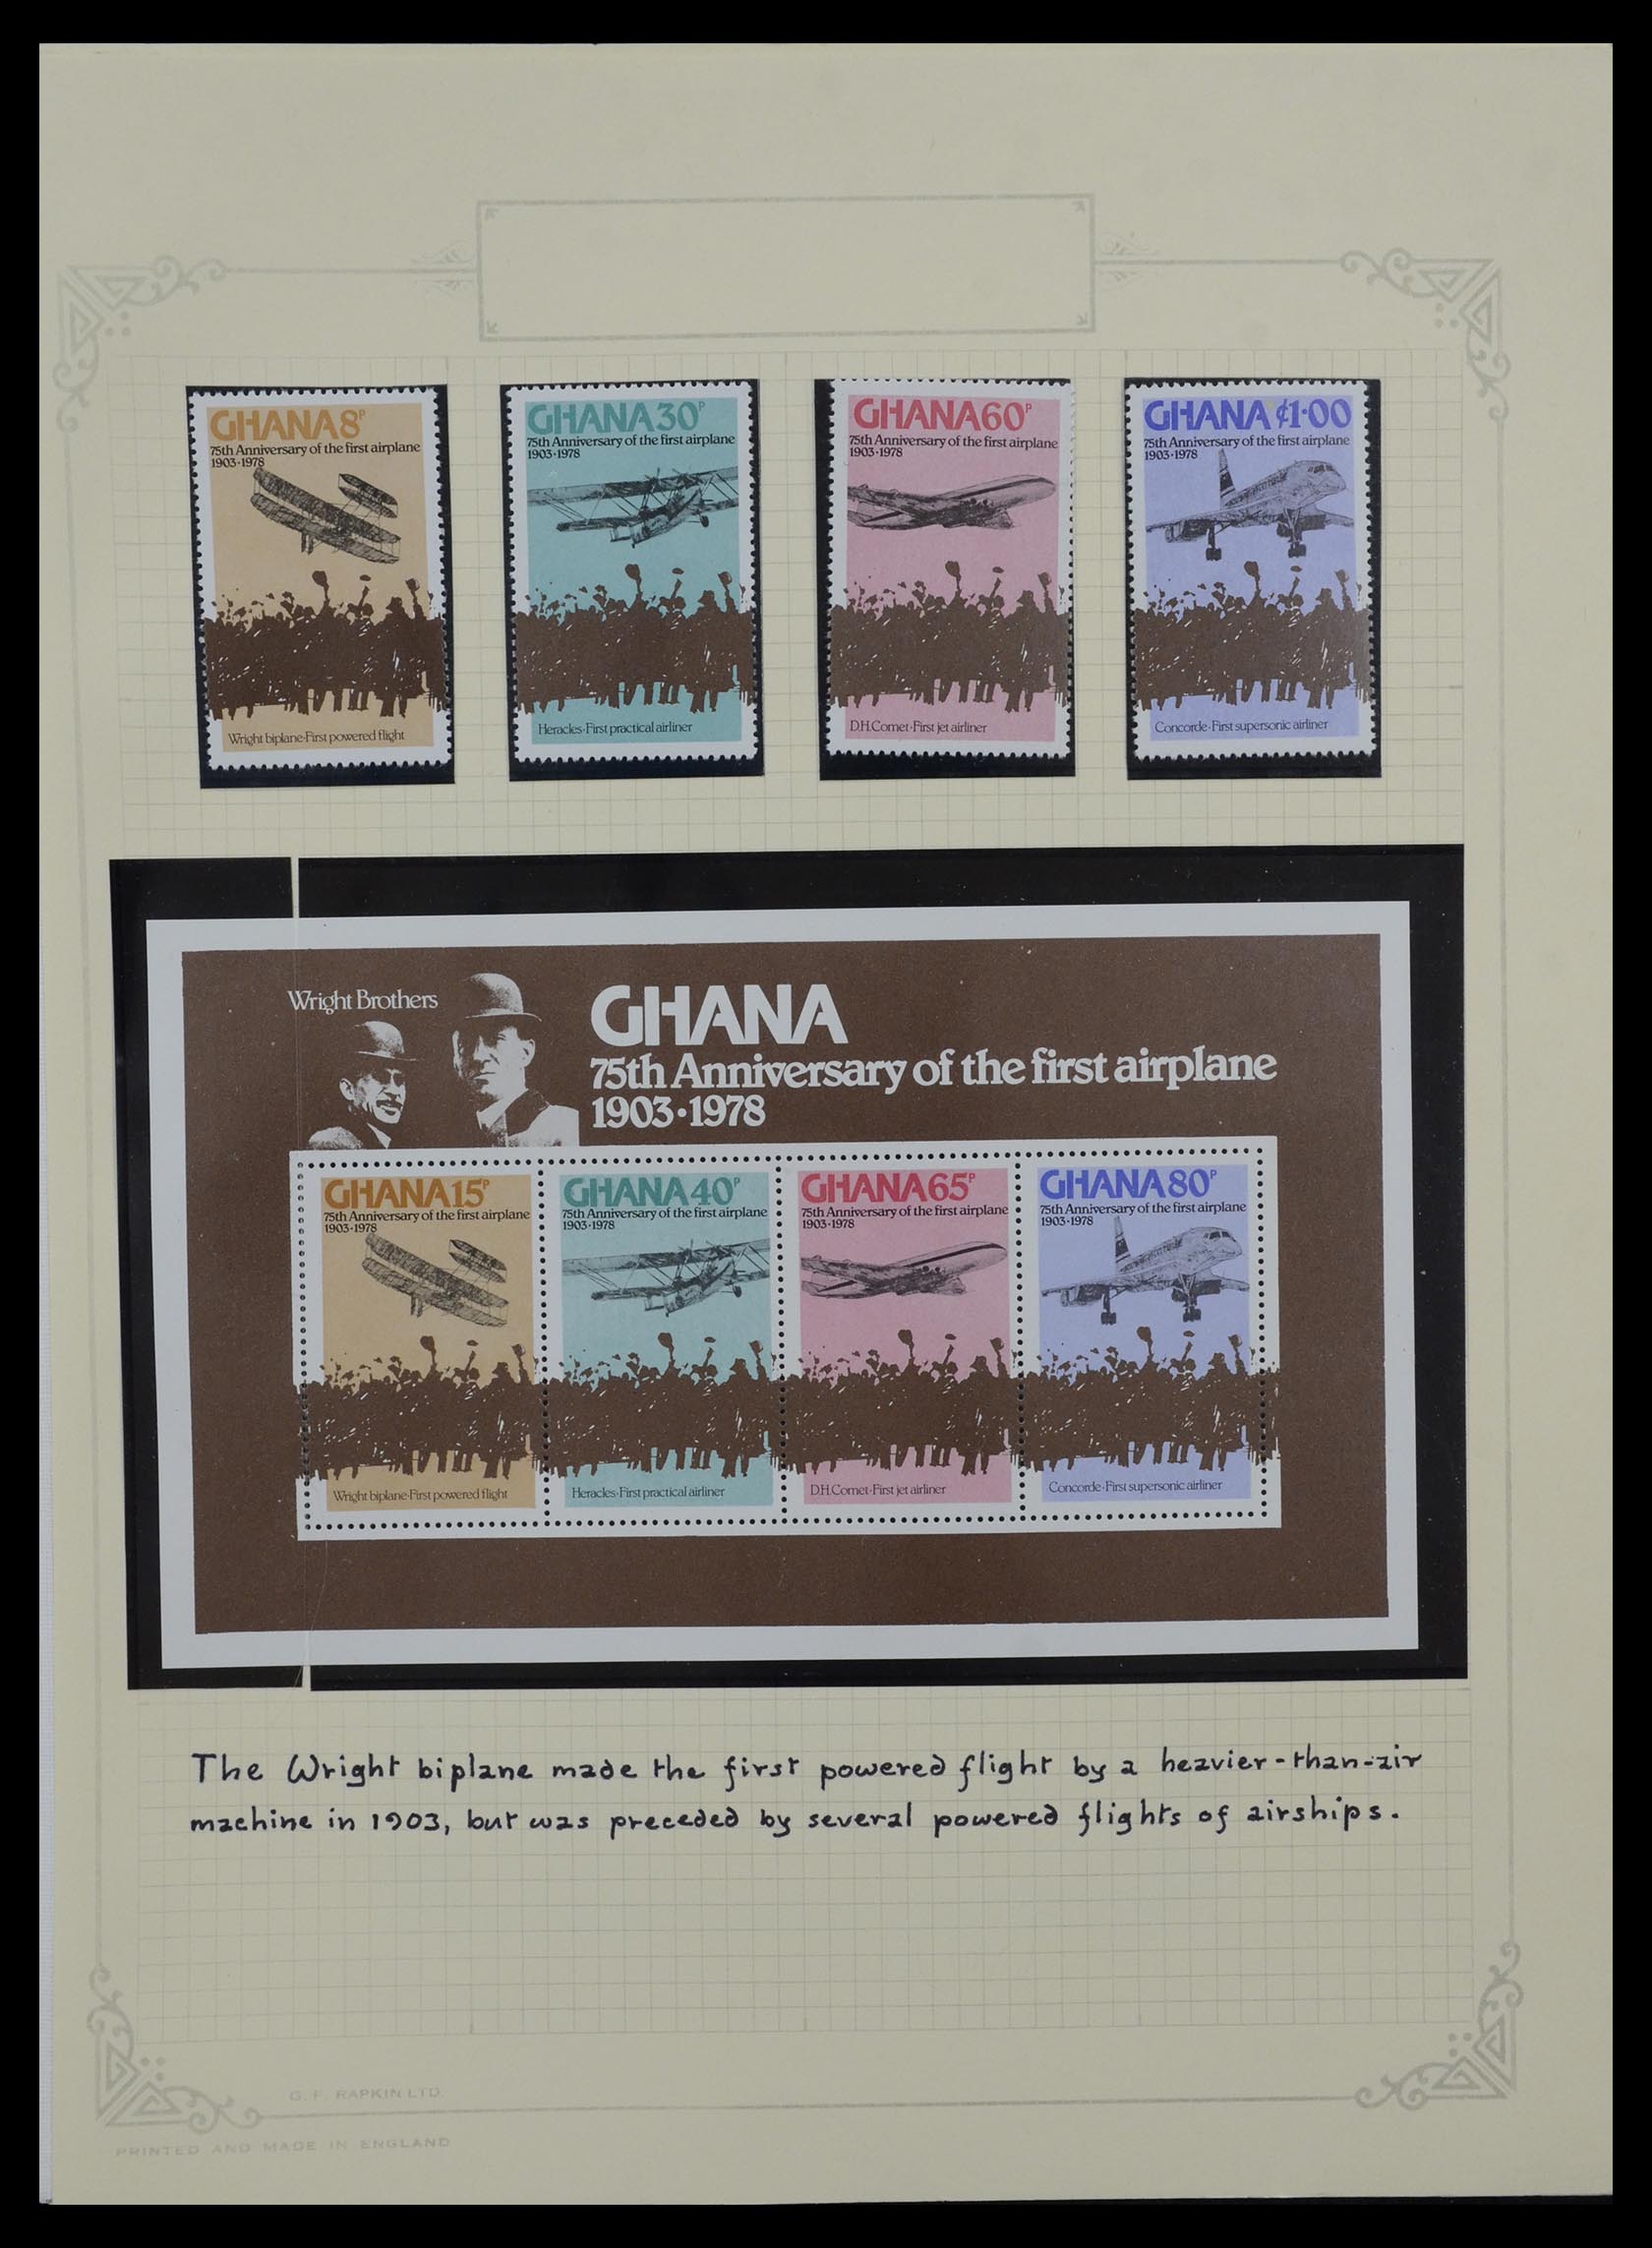 GHANA 8P
75th Anniversary of the first airplane
1903·1978
Wright biplane·First powered flight
GHANA 30P
75th Anniversary of the first airplane
1903·1978
Heracles·First practical airliner
GHANA 60P
75th Anniversary of the first airplane
1903·1978
D.H.Comet·First jet airliner
GHANA ¢1·00
75th Anniversary of the first airplane
1903·1978
Concorde·First supersonic airliner
Wright Brothers
GHANA
75th Anniversary of the first airplane
1903·1978
GHANA 15P
75th Anniversary of the first airplane
1903·1978
Wright biplane·First powered flight
GHANA 40P
75th Anniversary of the first airplane
1903·1978
Heracles·First practical airliner
GHANA 65P
75th Anniversary of the first airplane
1903·1978
D.H.Comet·First jet airliner
GHANA 80P
75th Anniversary of the first airplane
1903·1978
Concorde·First supersonic airliner
The Wright biplane made the first powered flight by a heavier-than-air
machine in 1903, but was preceded by several powered flights of airships.
G. F. RAPKIN LTD.
PRINTED AND MADE IN ENGLAND